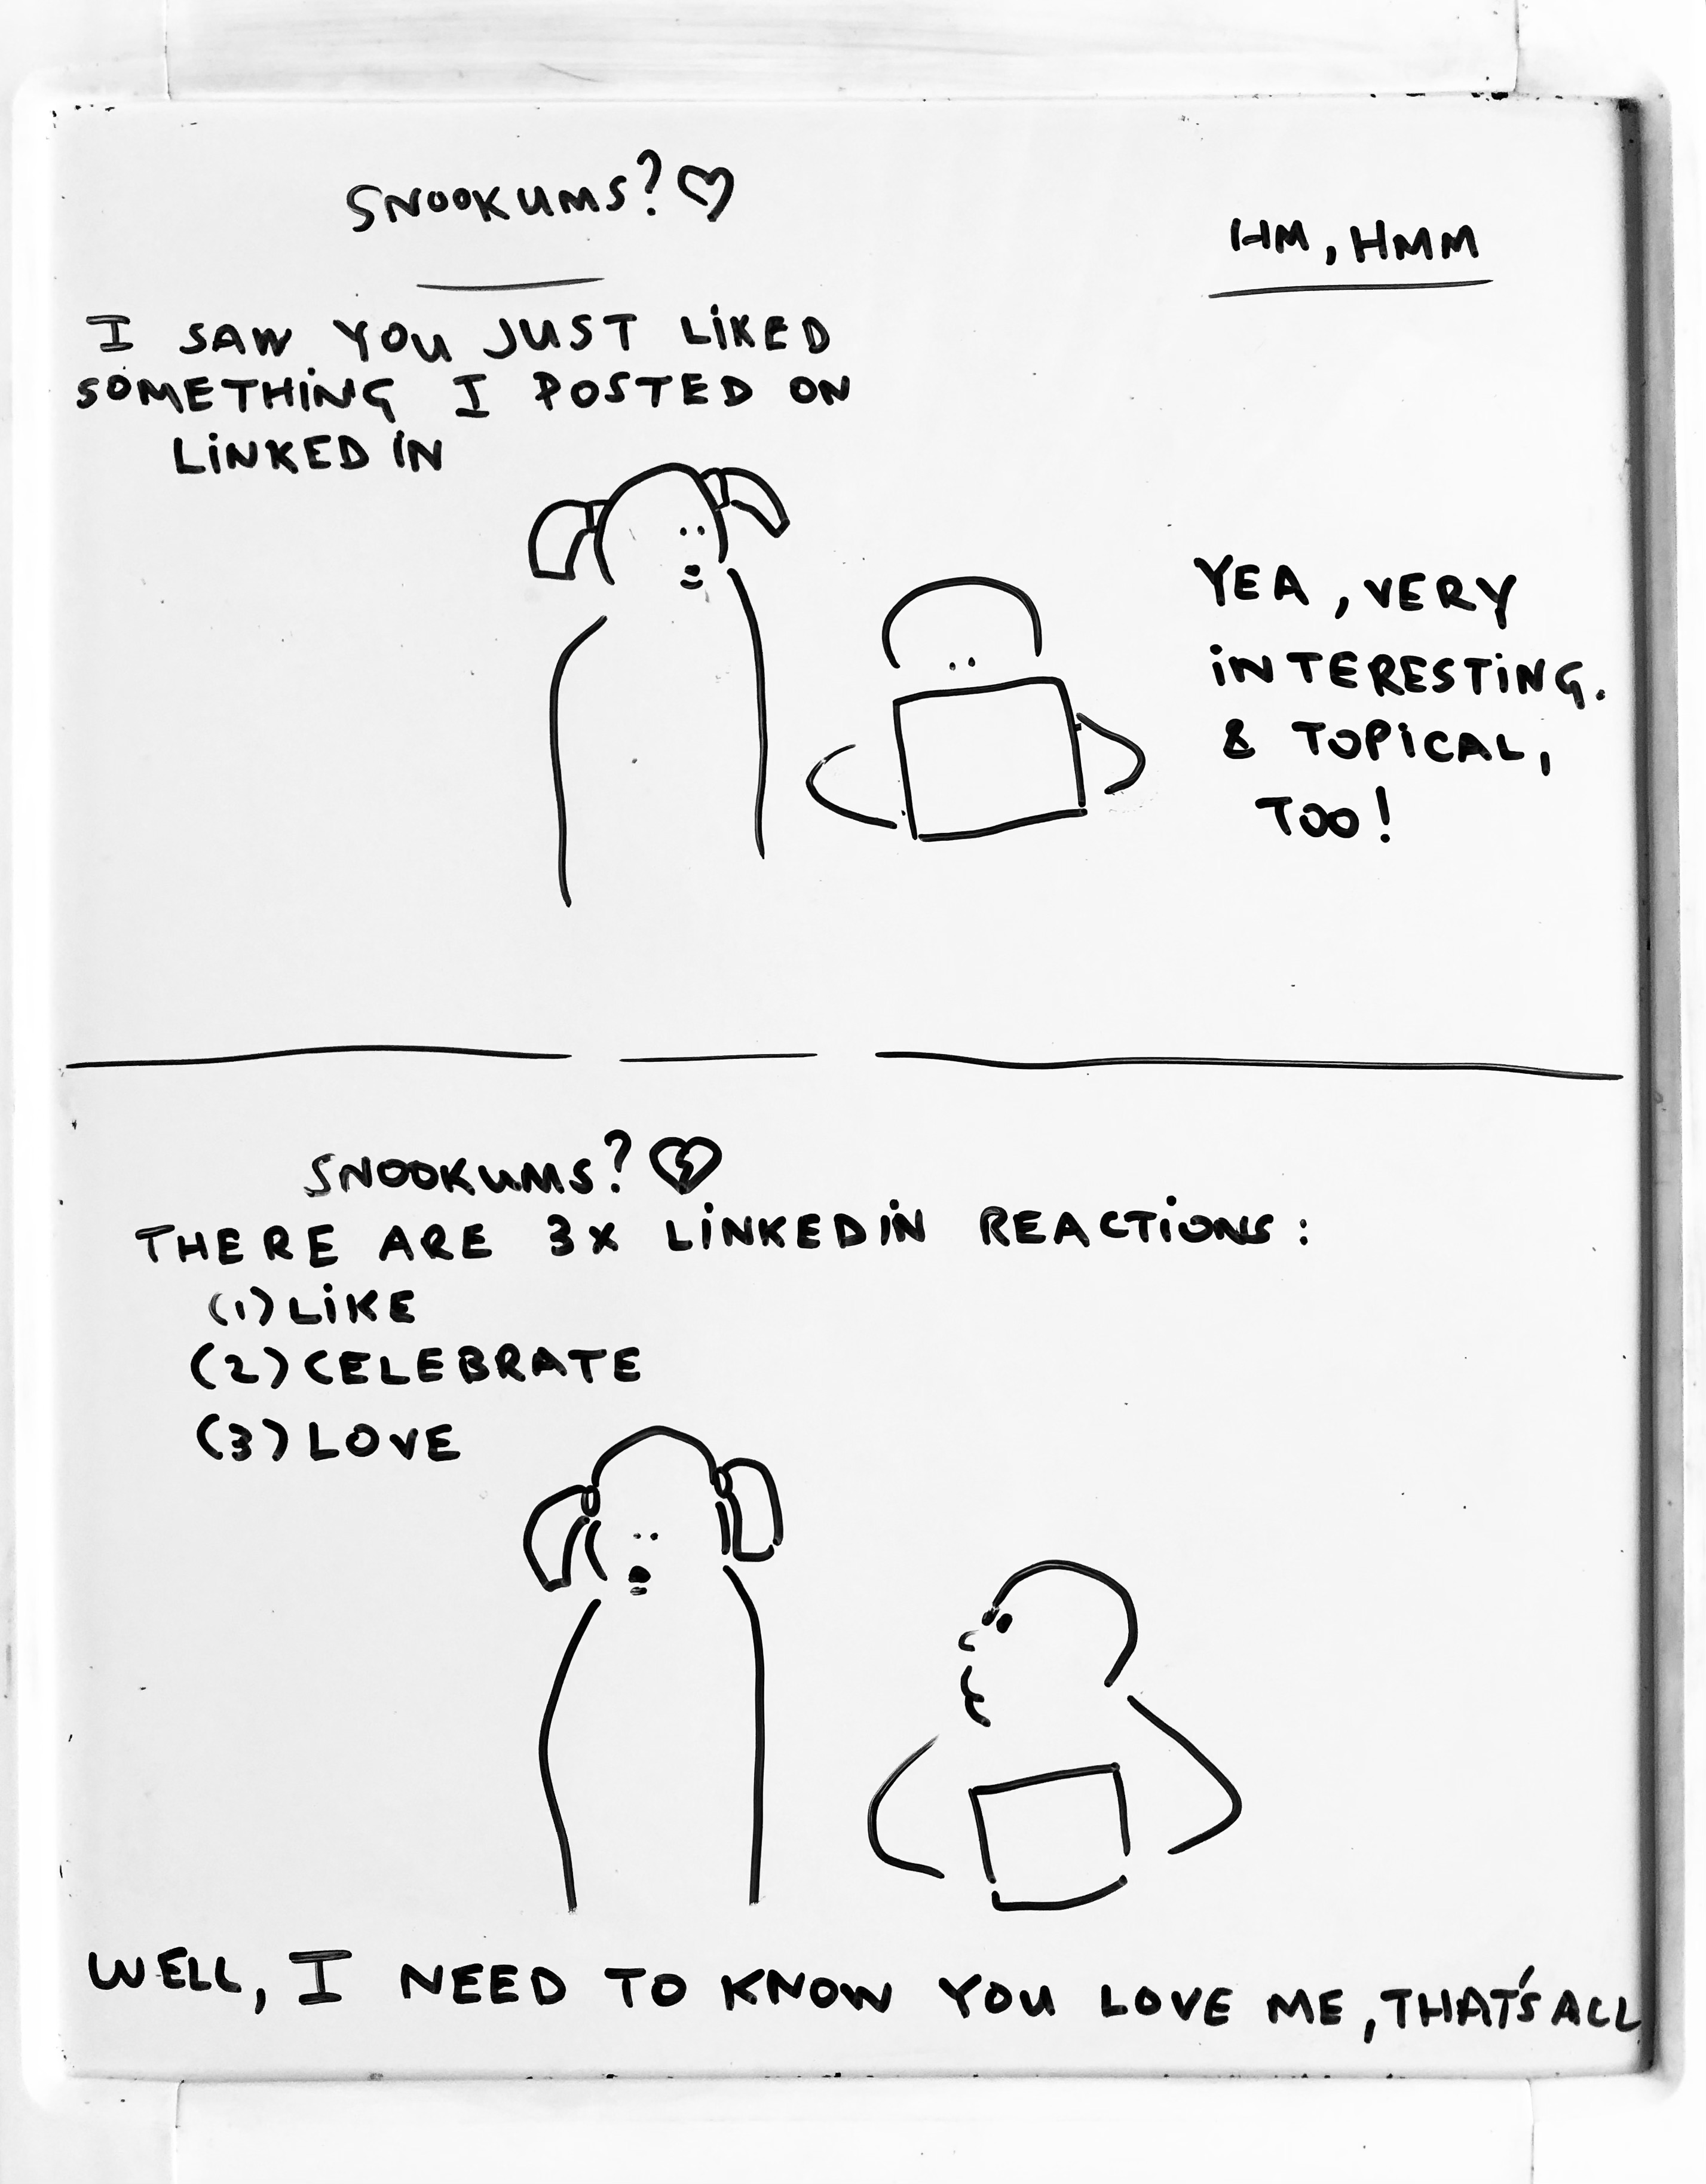 SNOOKUMS? ♡
HM, HMM
I SAW YOU JUST LIKED
SOMETHING I POSTED ON
LINKED IN
YEA, VERY
INTERESTING.
& TOPICAL,
TOO!
SNOOKUMS? 💔
THERE ARE 3X LINKEDIN REACTIONS:
(1) LIKE
(2) CELEBRATE
(3) LOVE
WELL, I NEED TO KNOW YOU LOVE ME, THAT'S ALL